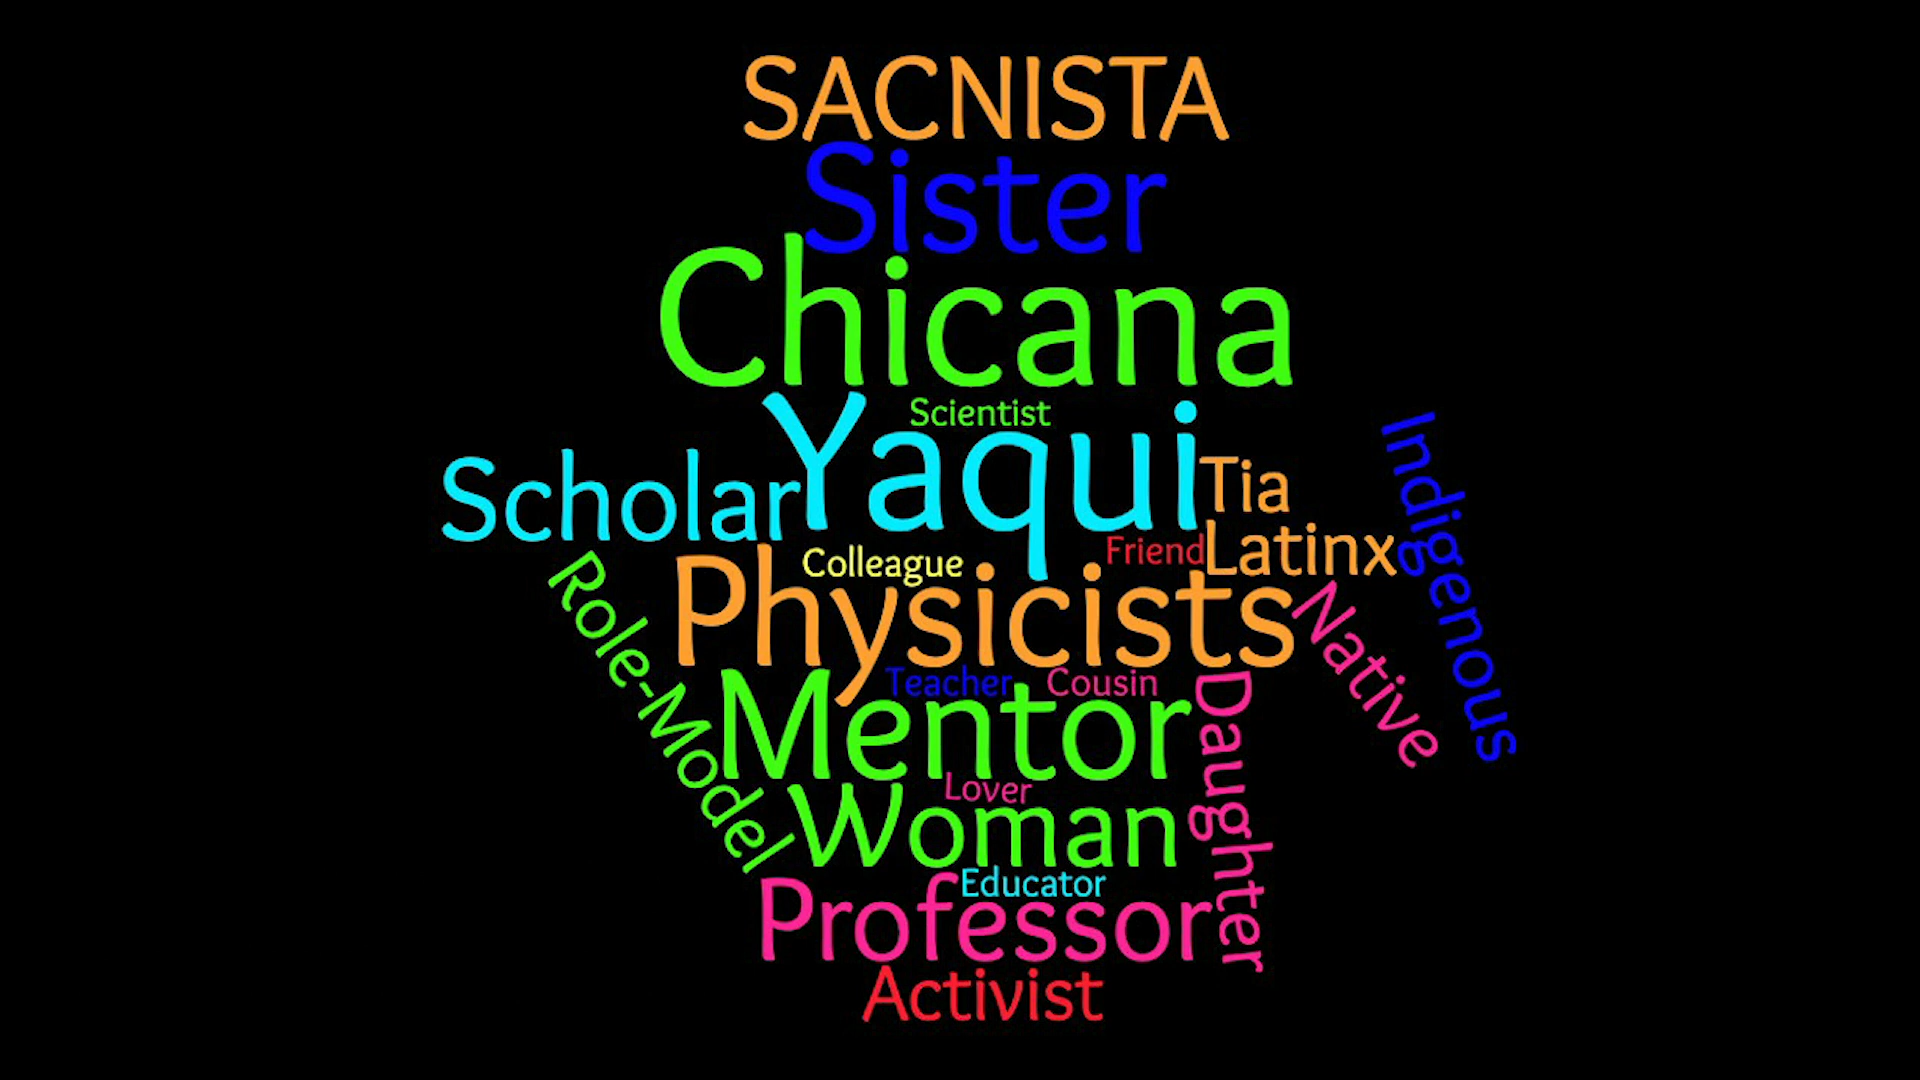 SACNISTA
Sister
Chicana
Scientist
Yaqui
Scholar
Tia
Indigenous
Latinx
Friend
Colleague
Physicists
Role-Model
Native
Teacher
Cousin
Mentor
Daughter
Lover
Woman
Educator
Professor
Activist